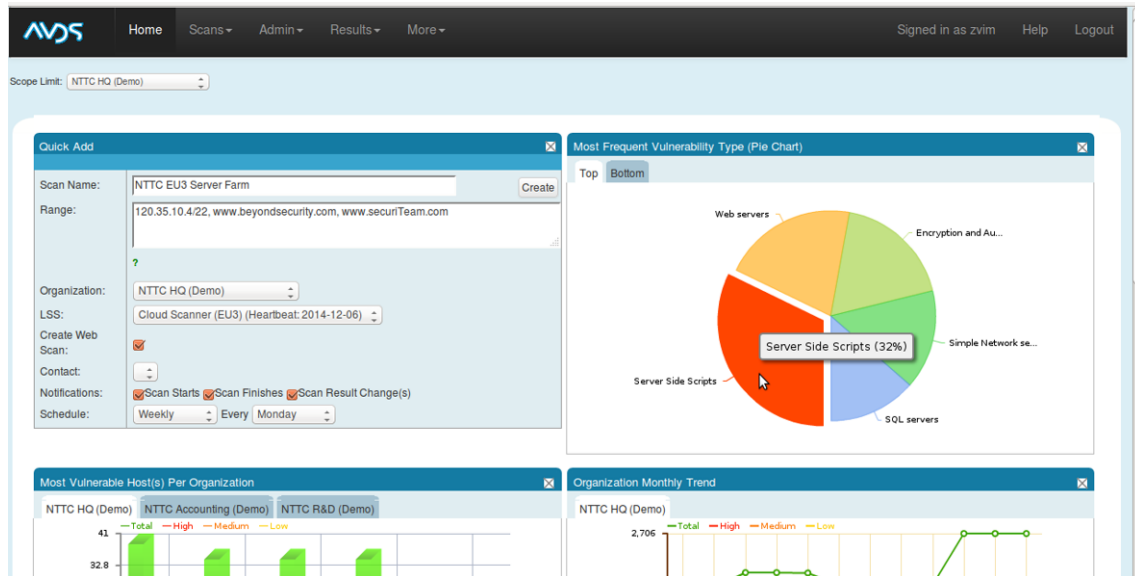 AVDS Home Scans Admin Results More Signed in as zvim Help Logout
Scope Limit: NTTC HQ (Demo)
Quick Add
Scan Name: NTTC EU3 Server Farm Create
Range: 120.35.10.4/22, www.beyondsecurity.com, www.securiTeam.com
?
Organization: NTTC HQ (Demo)
LSS: Cloud Scanner (EU3) (Heartbeat: 2014-12-06)
Create Web
Scan:
Contact:
Notifications: Scan Starts Scan Finishes Scan Result Change(s)
Schedule: Weekly Every Monday
Most Frequent Vulnerability Type (Pie Chart)
Top Bottom
Web servers
Encryption and Au...
Server Side Scripts (32%)
Simple Network se...
Server Side Scripts
SQL servers
Most Vulnerable Host(s) Per Organization
NTTC HQ (Demo) NTTC Accounting (Demo) NTTC R&D (Demo)
Total High Medium Low
41
32.8
Organization Monthly Trend
NTTC HQ (Demo)
Total High Medium Low
2,706